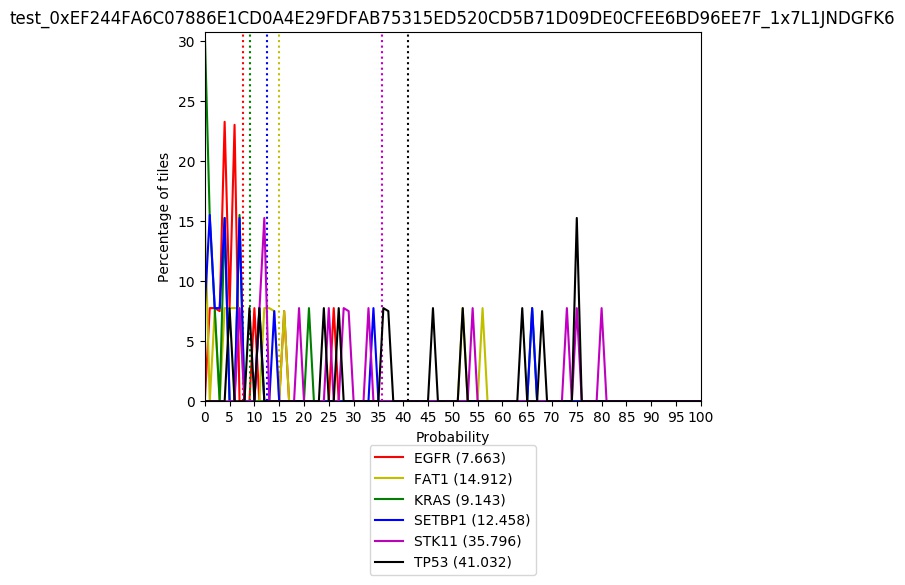 test_0xEF244FA6C07886E1CD0A4E29FDFAB75315ED520CD5B71D09DE0CFEE6BD96EE7F_1x7L1JNDGFK6
30
25
20
15
10
5
0
Percentage of tiles
0 5 10 15 20 25 30 35 40 45 50 55 60 65 70 75 80 85 90 95 100
Probability
EGFR (7.663)
FAT1 (14.912)
KRAS (9.143)
SETBP1 (12.458)
STK11 (35.796)
TP53 (41.032)